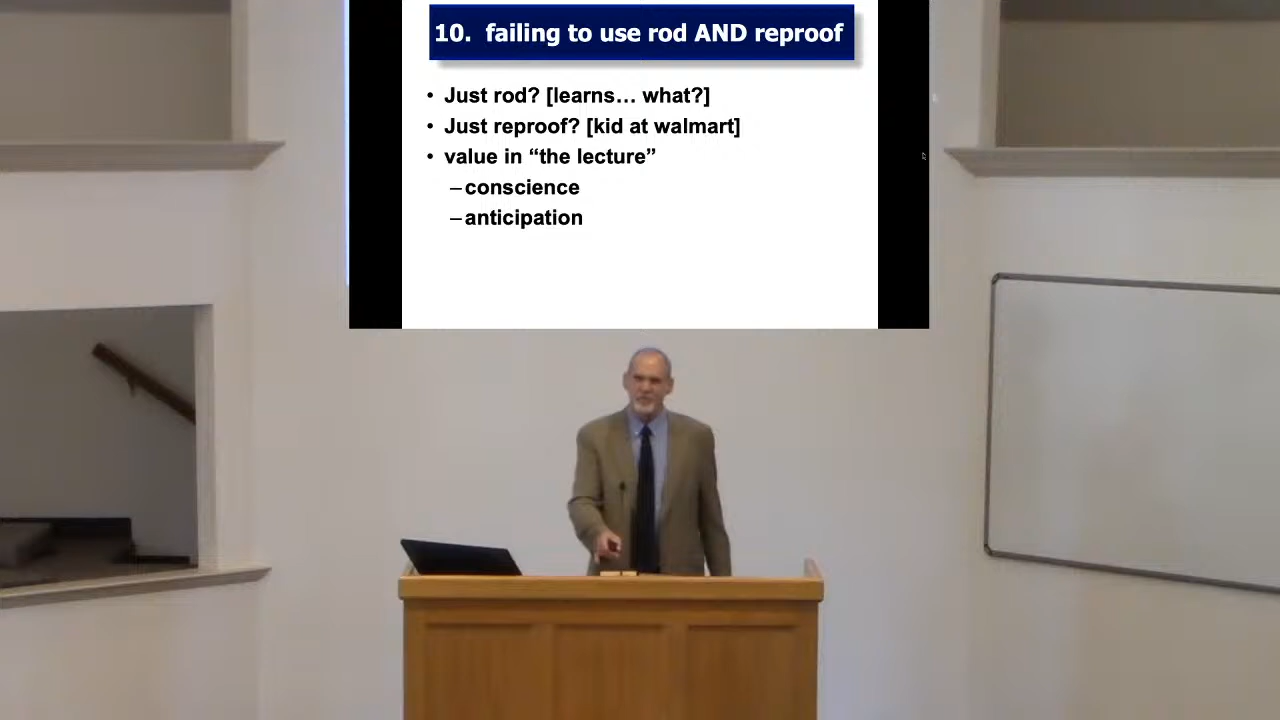 10. failing to use rod AND reproof
• Just rod? [learns... what?]
• Just reproof? [kid at walmart]
• value in “the lecture”
–conscience
–anticipation